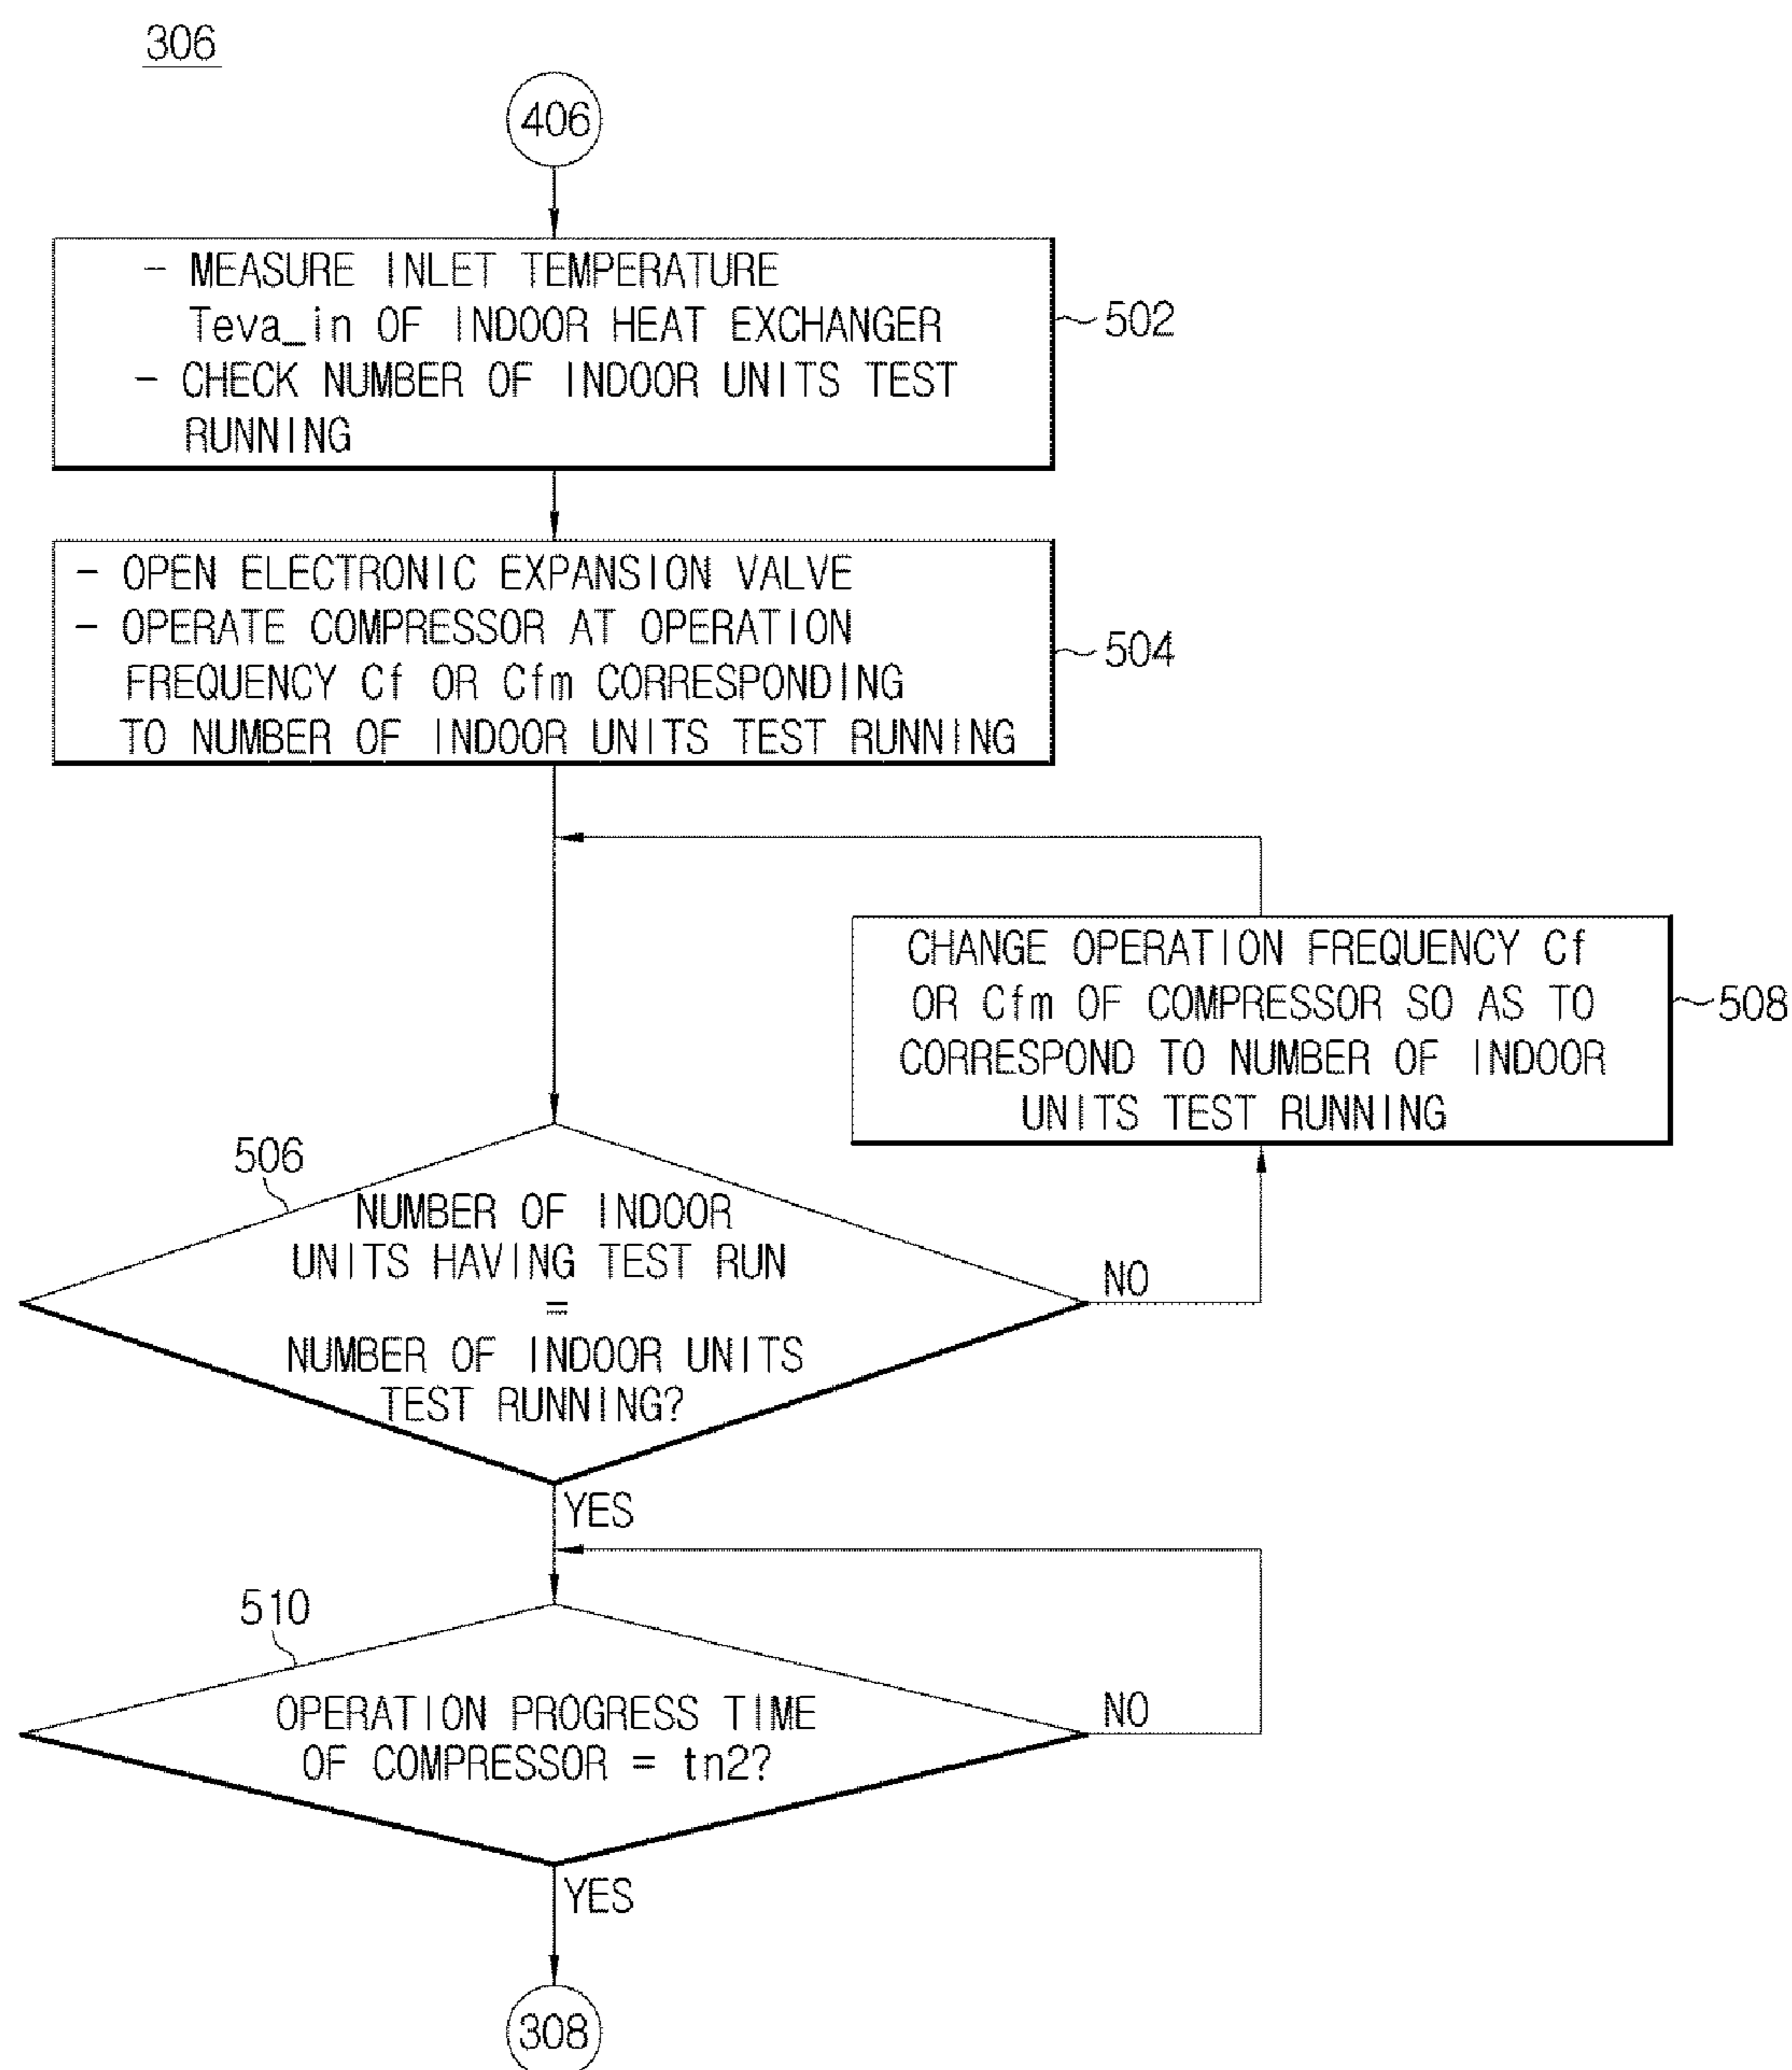 306
406
- MEASURE INLET TEMPERATURE
Teva_in OF INDOOR HEAT EXCHANGER
- CHECK NUMBER OF INDOOR UNITS TEST
RUNNING
502
- OPEN ELECTRONIC EXPANSION VALVE
- OPERATE COMPRESSOR AT OPERATION
FREQUENCY Cf OR Cfm CORRESPONDING
TO NUMBER OF INDOOR UNITS TEST RUNNING
504
CHANGE OPERATION FREQUENCY Cf
OR Cfm OF COMPRESSOR SO AS TO
CORRESPOND TO NUMBER OF INDOOR
UNITS TEST RUNNING
508
506
NUMBER OF INDOOR
UNITS HAVING TEST RUN
=
NUMBER OF INDOOR UNITS
TEST RUNNING?
NO
YES
510
OPERATION PROGRESS TIME
OF COMPRESSOR = tn2?
NO
YES
308